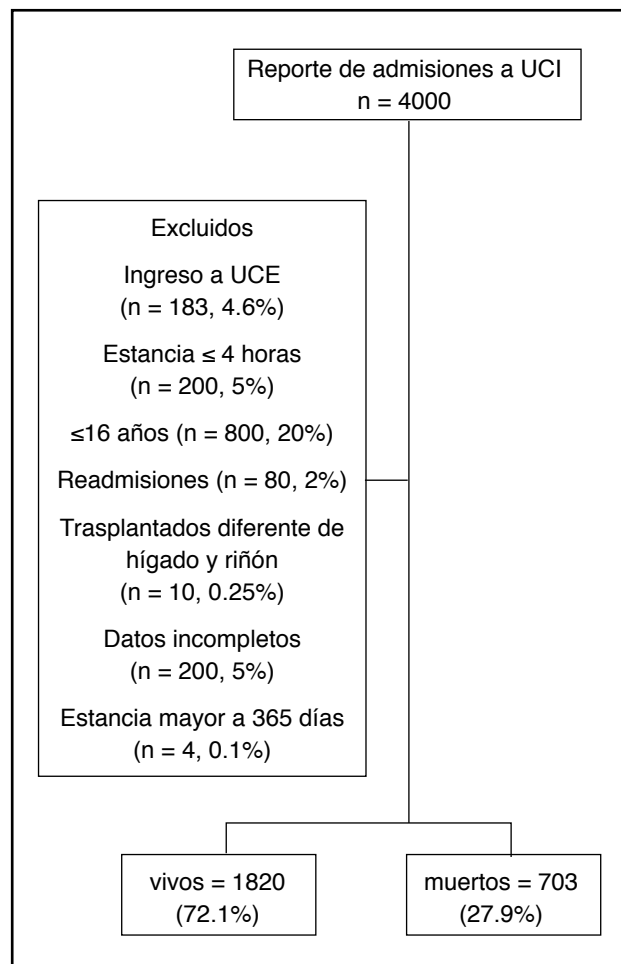 Reporte de admisiones a UCI
n = 4000
Excluidos
Ingreso a UCE
(n = 183, 4.6%)
Estancia ≤ 4 horas
(n = 200, 5%)
≤16 años (n = 800, 20%)
Readmisiones (n = 80, 2%)
Trasplantados diferente de
hígado y riñón
(n = 10, 0.25%)
Datos incompletos
(n = 200, 5%)
Estancia mayor a 365 días
(n = 4, 0.1%)
vivos = 1820
(72.1%)
muertos = 703
(27.9%)